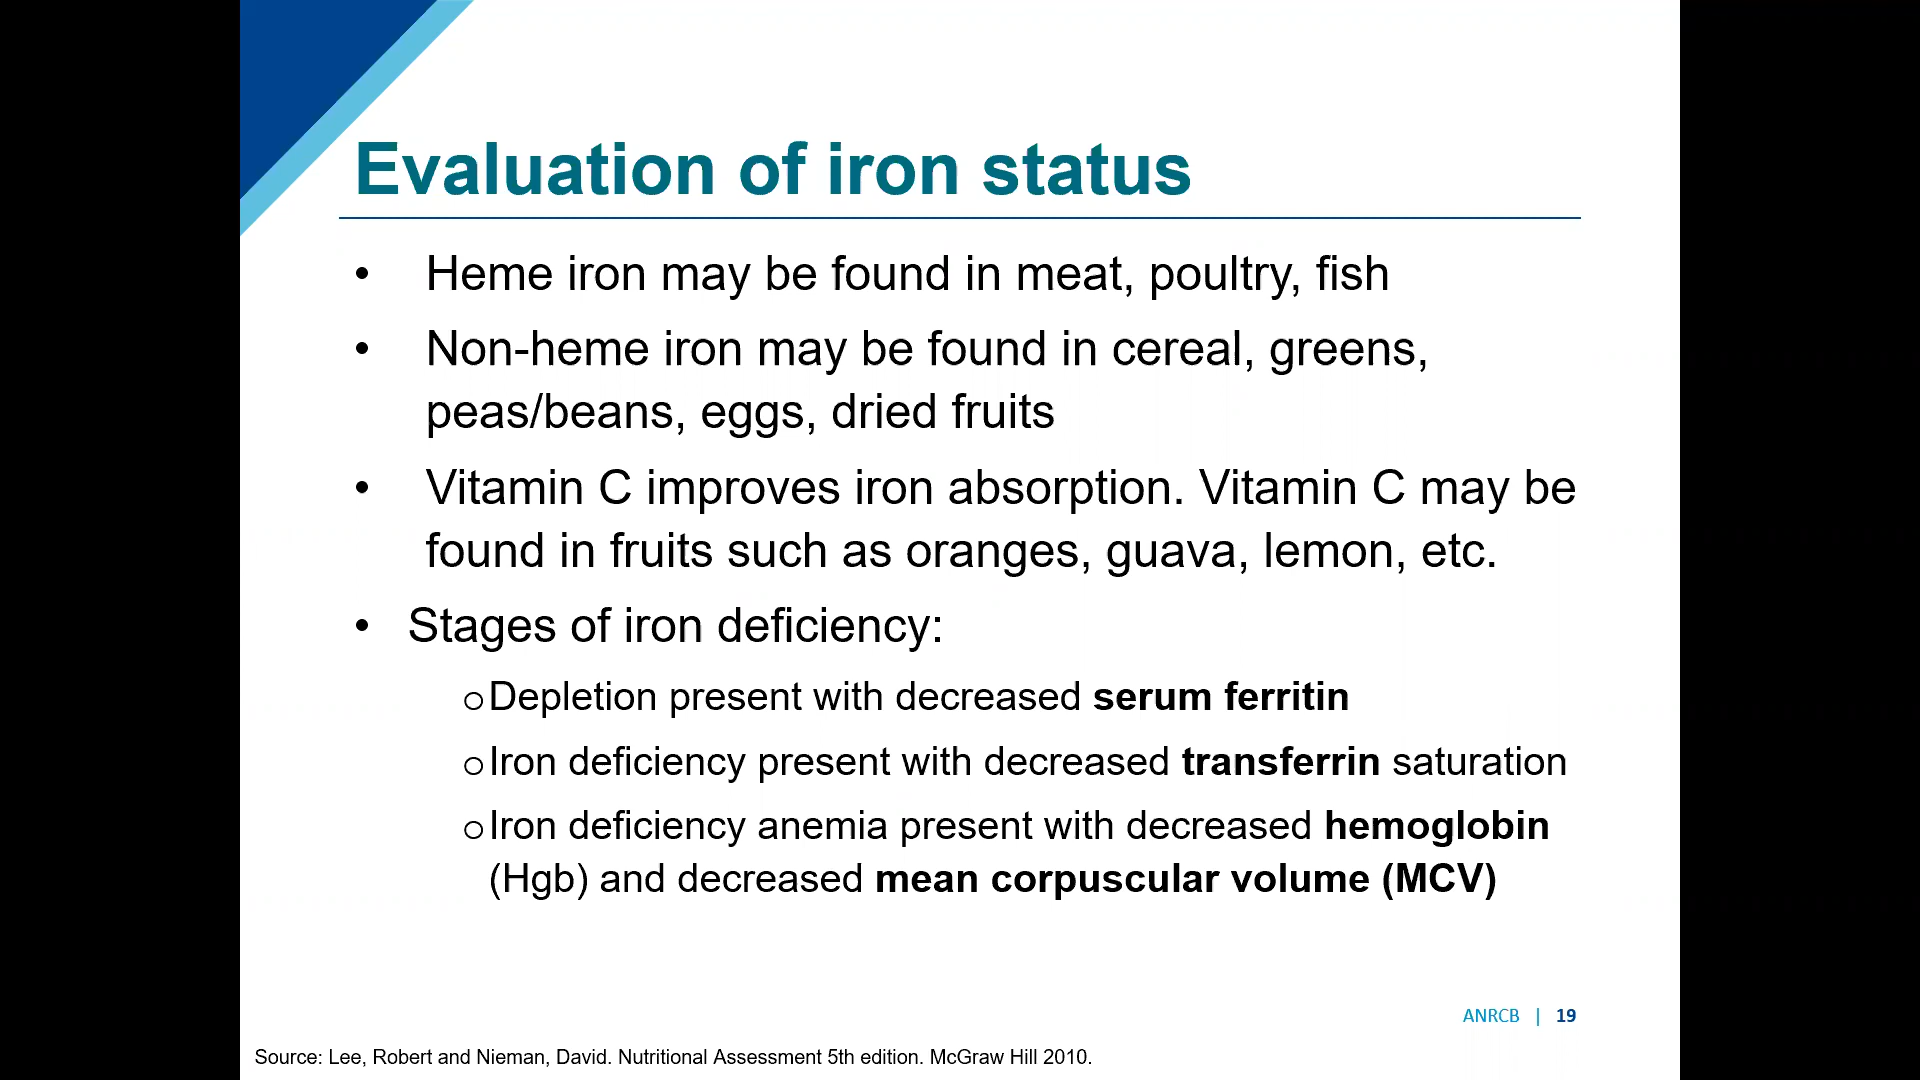 Evaluation of iron status
• Heme iron may be found in meat, poultry, fish
• Non-heme iron may be found in cereal, greens,
peas/beans, eggs, dried fruits
• Vitamin C improves iron absorption. Vitamin C may be
found in fruits such as oranges, guava, lemon, etc.
• Stages of iron deficiency:
o Depletion present with decreased serum ferritin
o Iron deficiency present with decreased transferrin saturation
o Iron deficiency anemia present with decreased hemoglobin
(Hgb) and decreased mean corpuscular volume (MCV)
ANRCB | 19
Source: Lee, Robert and Nieman, David. Nutritional Assessment 5th edition. McGraw Hill 2010.